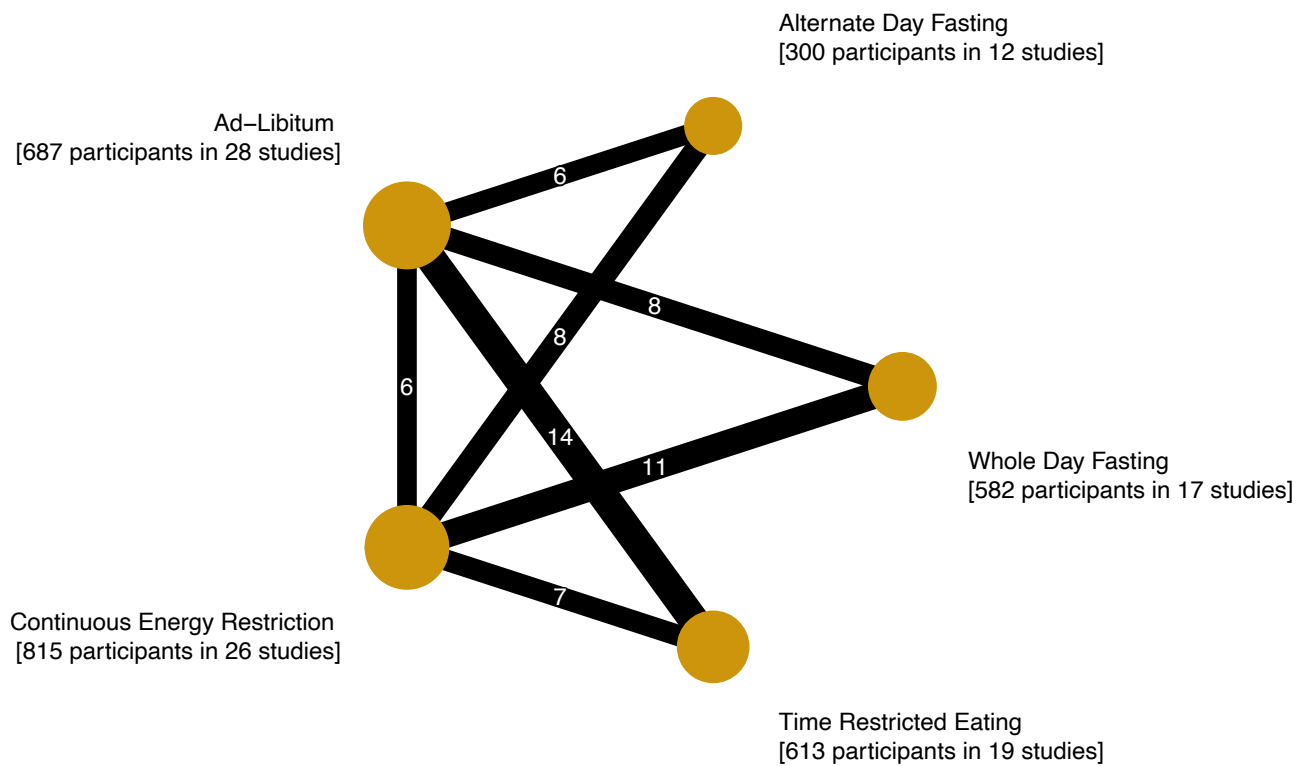 Alternate Day Fasting
[300 participants in 12 studies]
Ad−Libitum
[687 participants in 28 studies]
6
8
8
6
14
11
Whole Day Fasting
[582 participants in 17 studies]
7
Continuous Energy Restriction
[815 participants in 26 studies]
Time Restricted Eating
[613 participants in 19 studies]